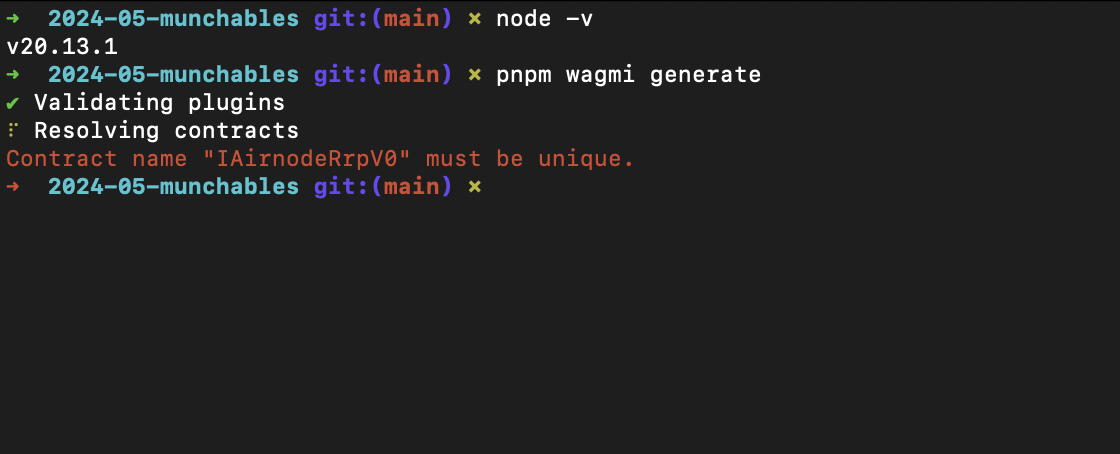 ➜ 2024-05-munchables git:(main) ✗ node -v
v20.13.1
➜ 2024-05-munchables git:(main) ✗ pnpm wagmi generate
✔ Validating plugins
⠏ Resolving contracts
Contract name "IAirnodeRrpV0" must be unique.
➜ 2024-05-munchables git:(main) ✗